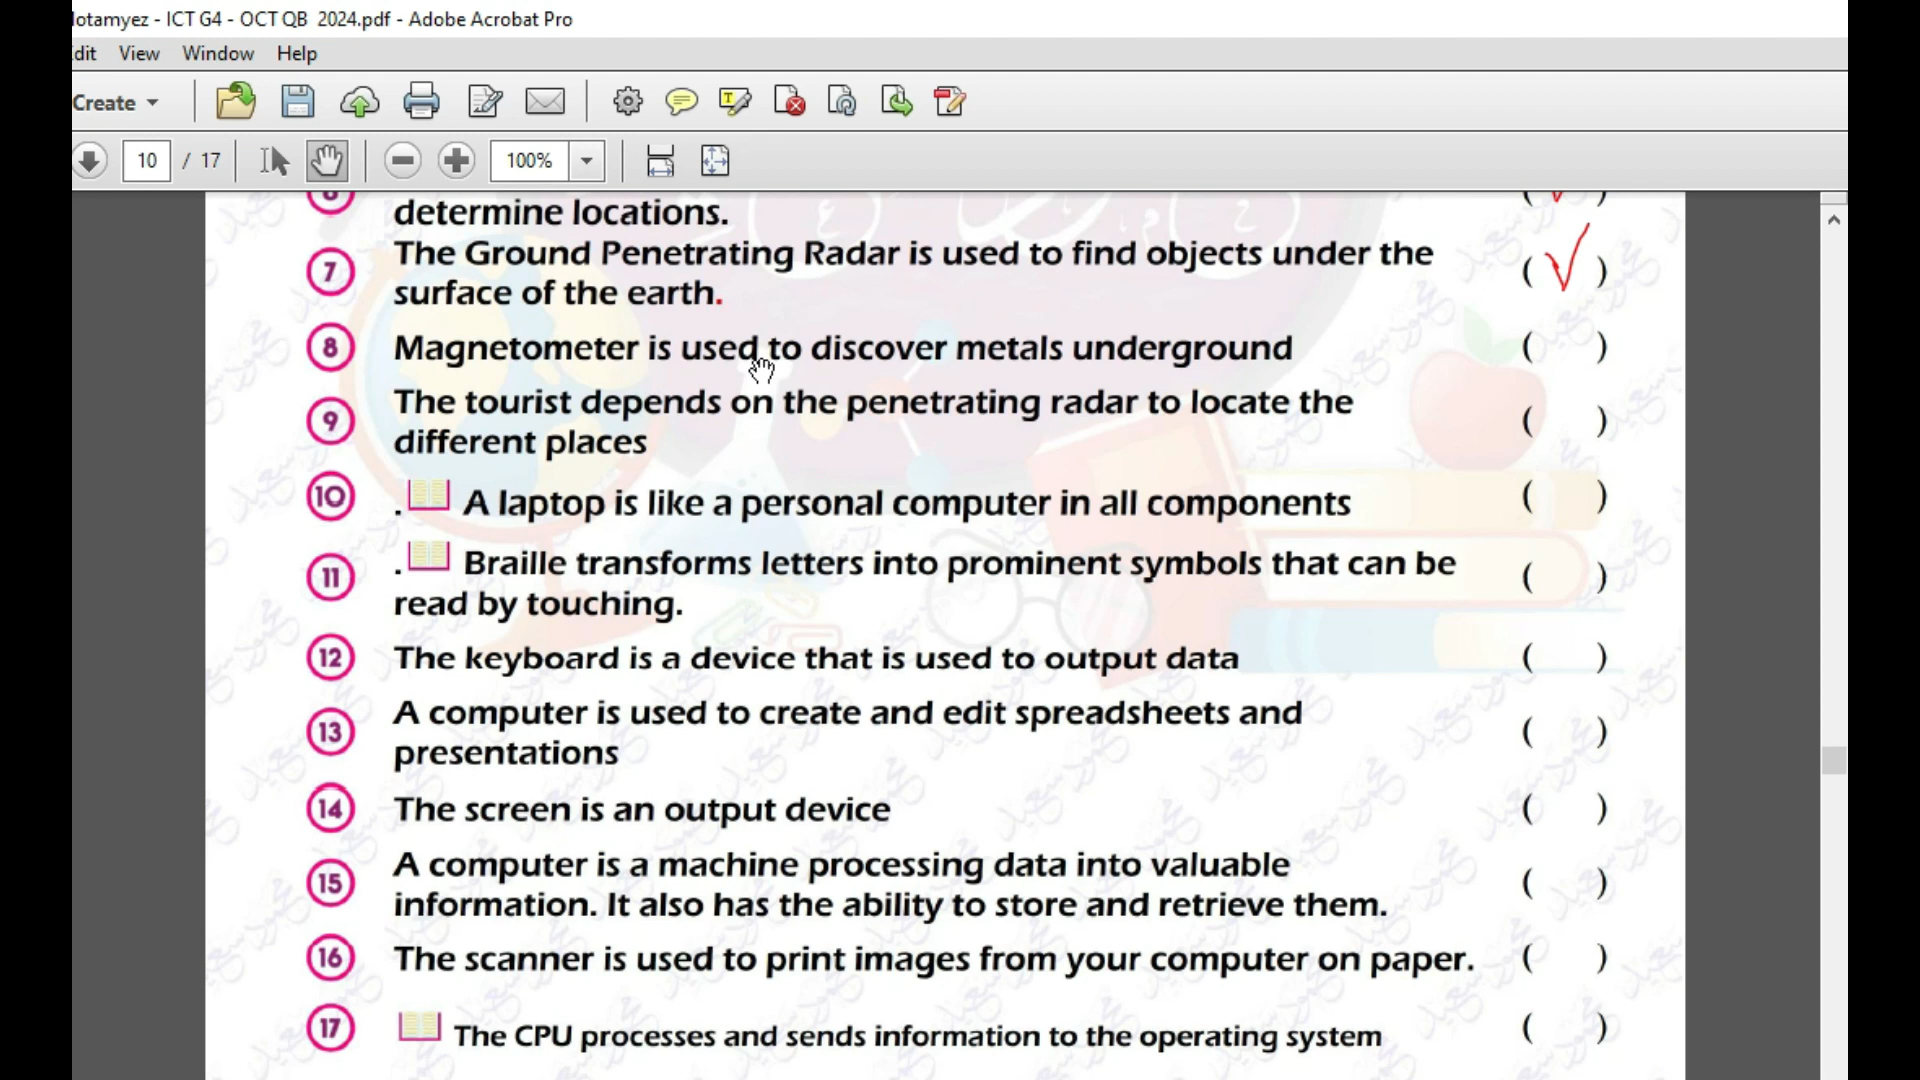 lotamyez - ICT G4 - OCT QB 2024.pdf - Adobe Acrobat Pro
dit View Window Help
Create
10 / 17 100%
6 determine locations. ( √ )
7 The Ground Penetrating Radar is used to find objects under the ( √ )
surface of the earth.
8 Magnetometer is used to discover metals underground ( )
9 The tourist depends on the penetrating radar to locate the ( )
different places
10 . A laptop is like a personal computer in all components ( )
11 . Braille transforms letters into prominent symbols that can be ( )
read by touching.
12 The keyboard is a device that is used to output data ( )
13 A computer is used to create and edit spreadsheets and ( )
presentations
14 The screen is an output device ( )
15 A computer is a machine processing data into valuable ( )
information. It also has the ability to store and retrieve them.
16 The scanner is used to print images from your computer on paper. ( )
17 The CPU processes and sends information to the operating system ( )